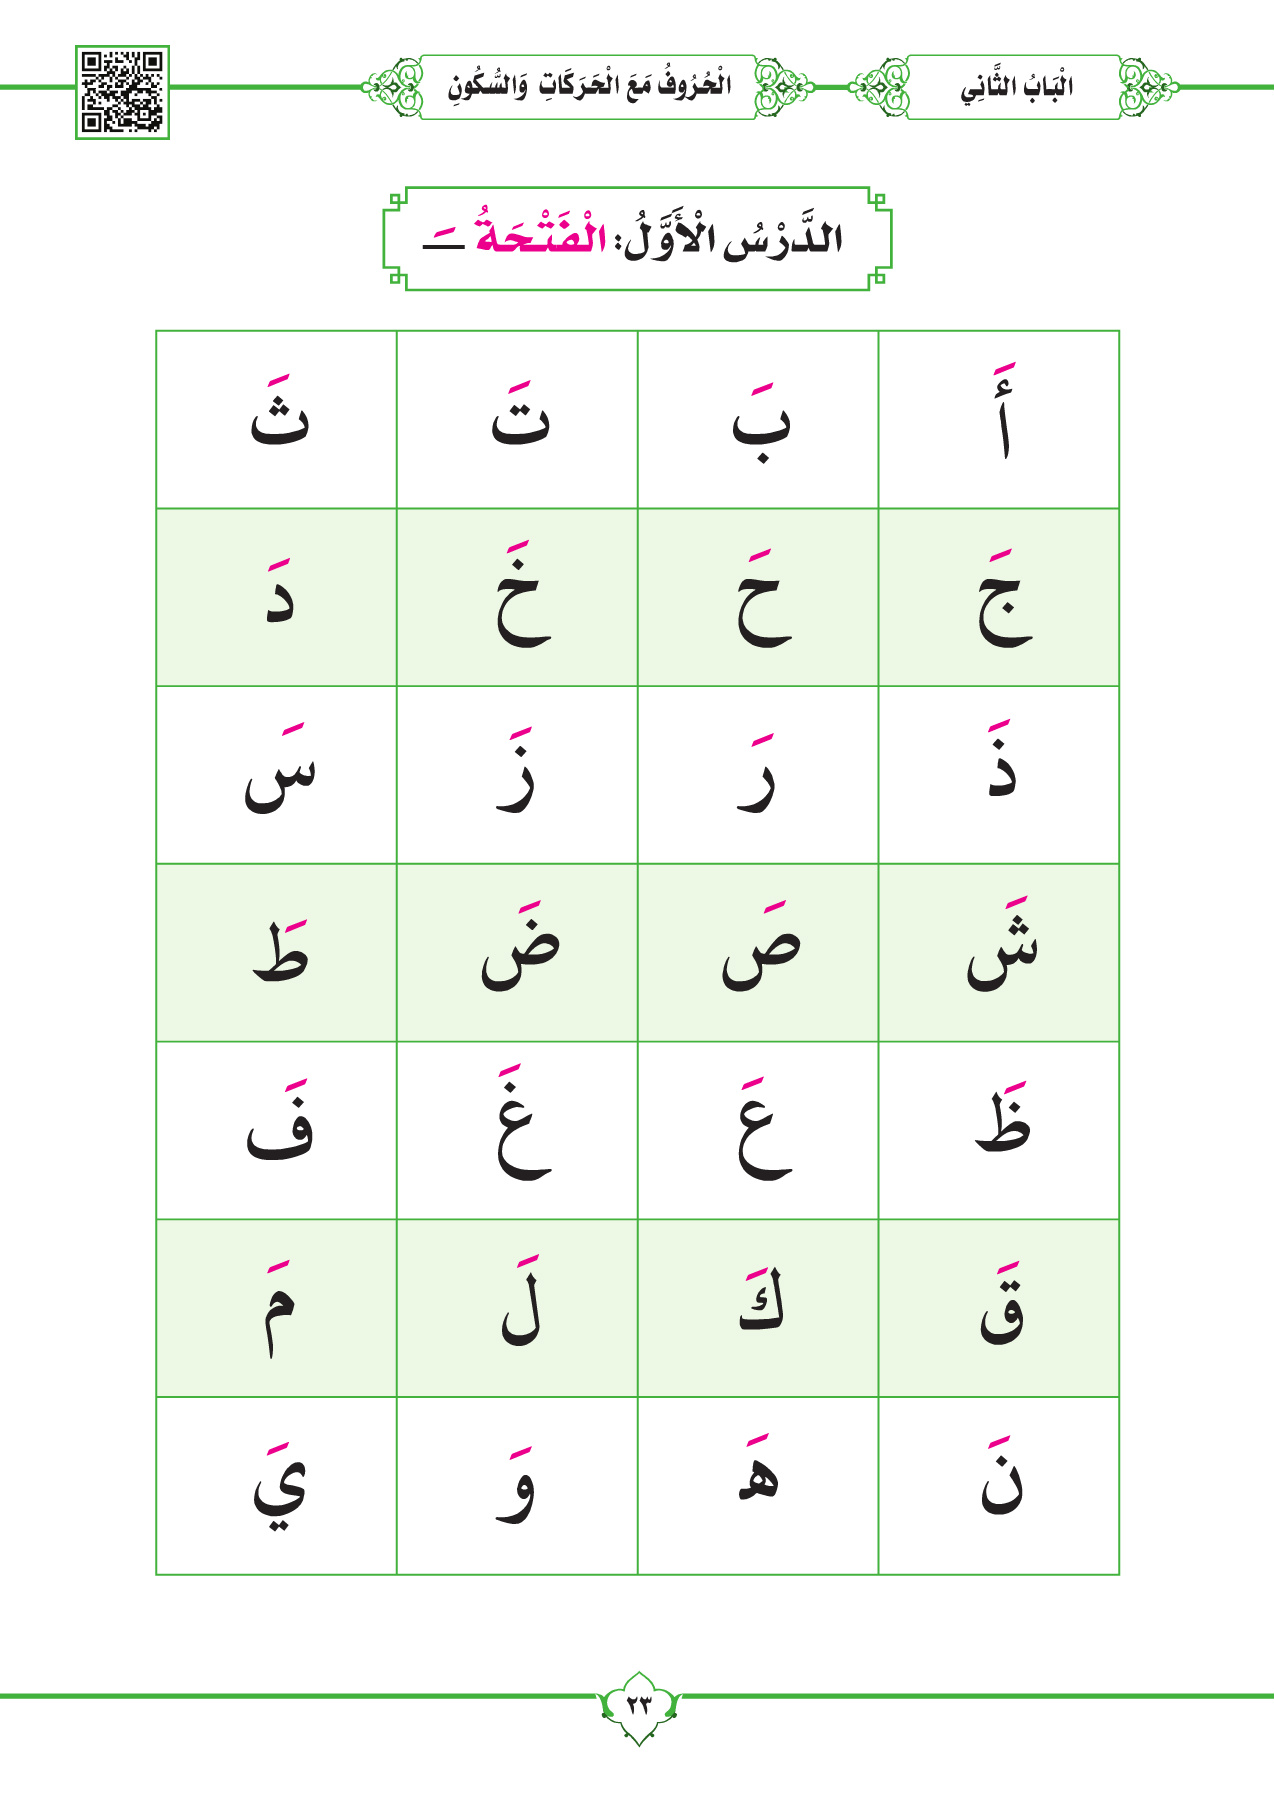 الْبَابُ الثَّانِي
الْحُرُوفُ مَعَ الْحَرَكَاتِ وَالسُّكُونِ
الدَّرْسُ الْأَوَّلُ: الْفَتْحَةُ ـَ
أَ بَ تَ ثَ
جَ حَ خَ دَ
ذَ رَ زَ سَ
شَ صَ ضَ طَ
ظَ عَ غَ فَ
قَ كَ لَ مَ
نَ هَ وَ يَ
٢٣